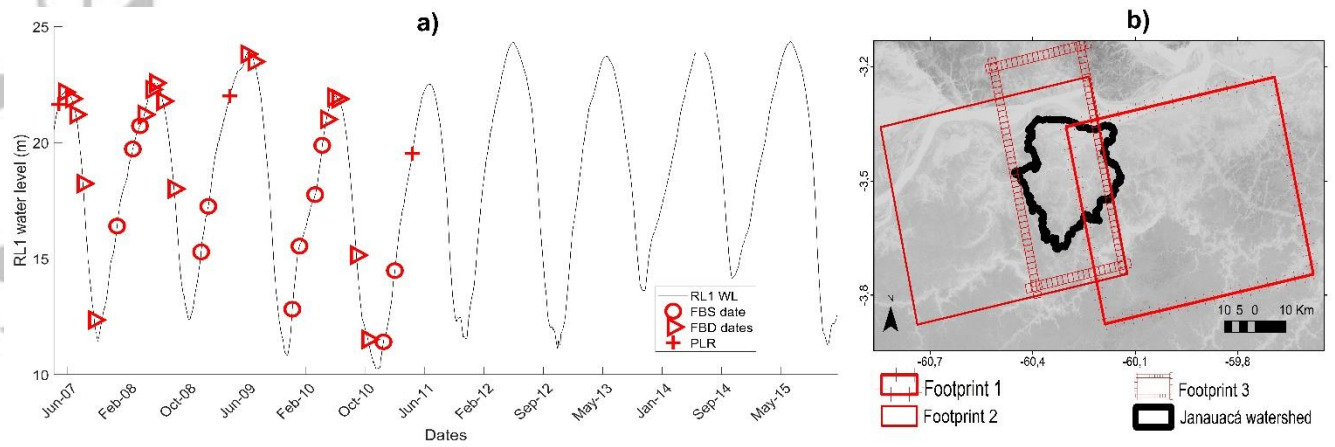 a)
25
20
15
10
RL1 water level (m)
RL1 WL
FBS date
FBD dates
PLR
Jun-07
Feb-08
Oct-08
Jun-09
Feb-10
Oct-10
Jun-11
Feb-12
Sep-12
May-13
Jan-14
Sep-14
May-15
Dates
b)
-3,2
-3,5
-3,8
N
10 5 0 10 Km
-60,7
-60,4
-60,1
-59,8
Footprint 1
Footprint 3
Footprint 2
Janauacá watershed